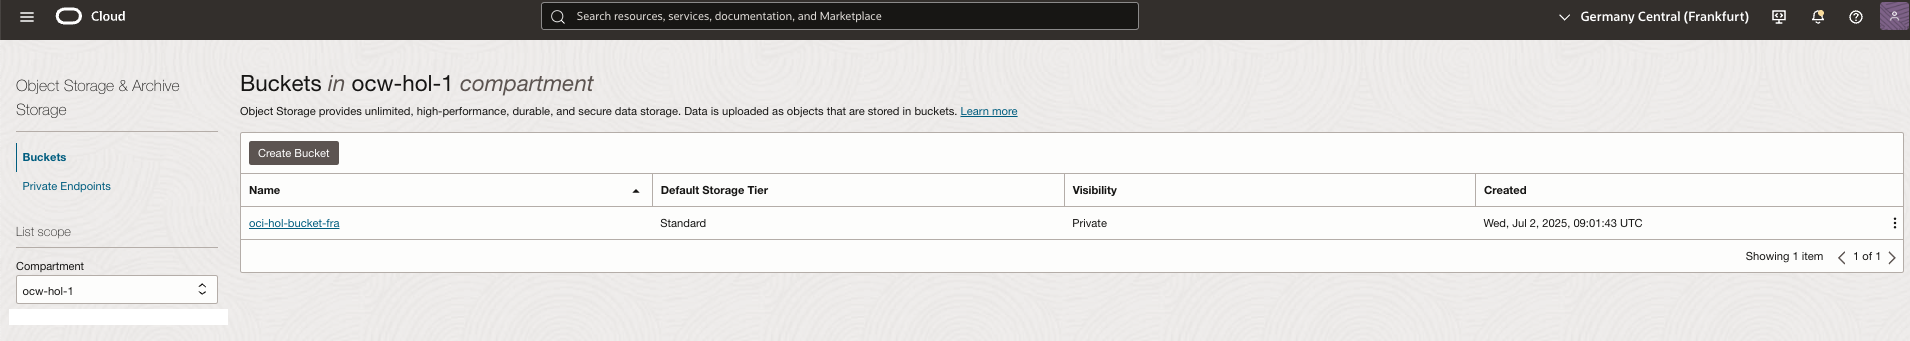 Cloud
Search resources, services, documentation, and Marketplace
Germany Central (Frankfurt)
Object Storage & Archive
Storage
Buckets
Private Endpoints
List scope
Compartment
ocw-hol-1
Buckets in ocw-hol-1 compartment
Object Storage provides unlimited, high-performance, durable, and secure data storage. Data is uploaded as objects that are stored in buckets. Learn more
Create Bucket
Name Default Storage Tier Visibility Created
oci-hol-bucket-fra Standard Private Wed, Jul 2, 2025, 09:01:43 UTC
Showing 1 item 1 of 1